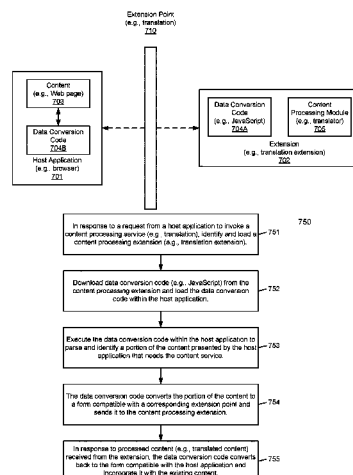 Extension Point
(e.g., translation)
710
Content
(e.g., Web page)
703
Data Conversion
Code
704B
Host Application
(e.g., browser)
701
Data Conversion
Code
(e.g., JavaScript)
704A
Content
Processing Module
(e.g., translator)
705
Extension
(e.g., translation extension)
702
750
In response to a request from a host application to invoke a
content processing service (e.g., translation), identify and load a
content processing extension (e.g., translation extension).
751
Download data conversion code (e.g., JavaScript) from the
content processing extension and load the data conversion
code within the host application.
752
Execute the data conversion code within the host application to
parse and identify a portion of the content presented by the host
application that needs the content service.
753
The data conversion code converts the portion of the content to
a form compatible with a corresponding extension point and
sends it to the content processing extension.
754
In response to processed content (e.g., translated content)
received from the extension, the data conversion code converts
back to the form compatible with the host application and
incorporate it with the existing content.
755